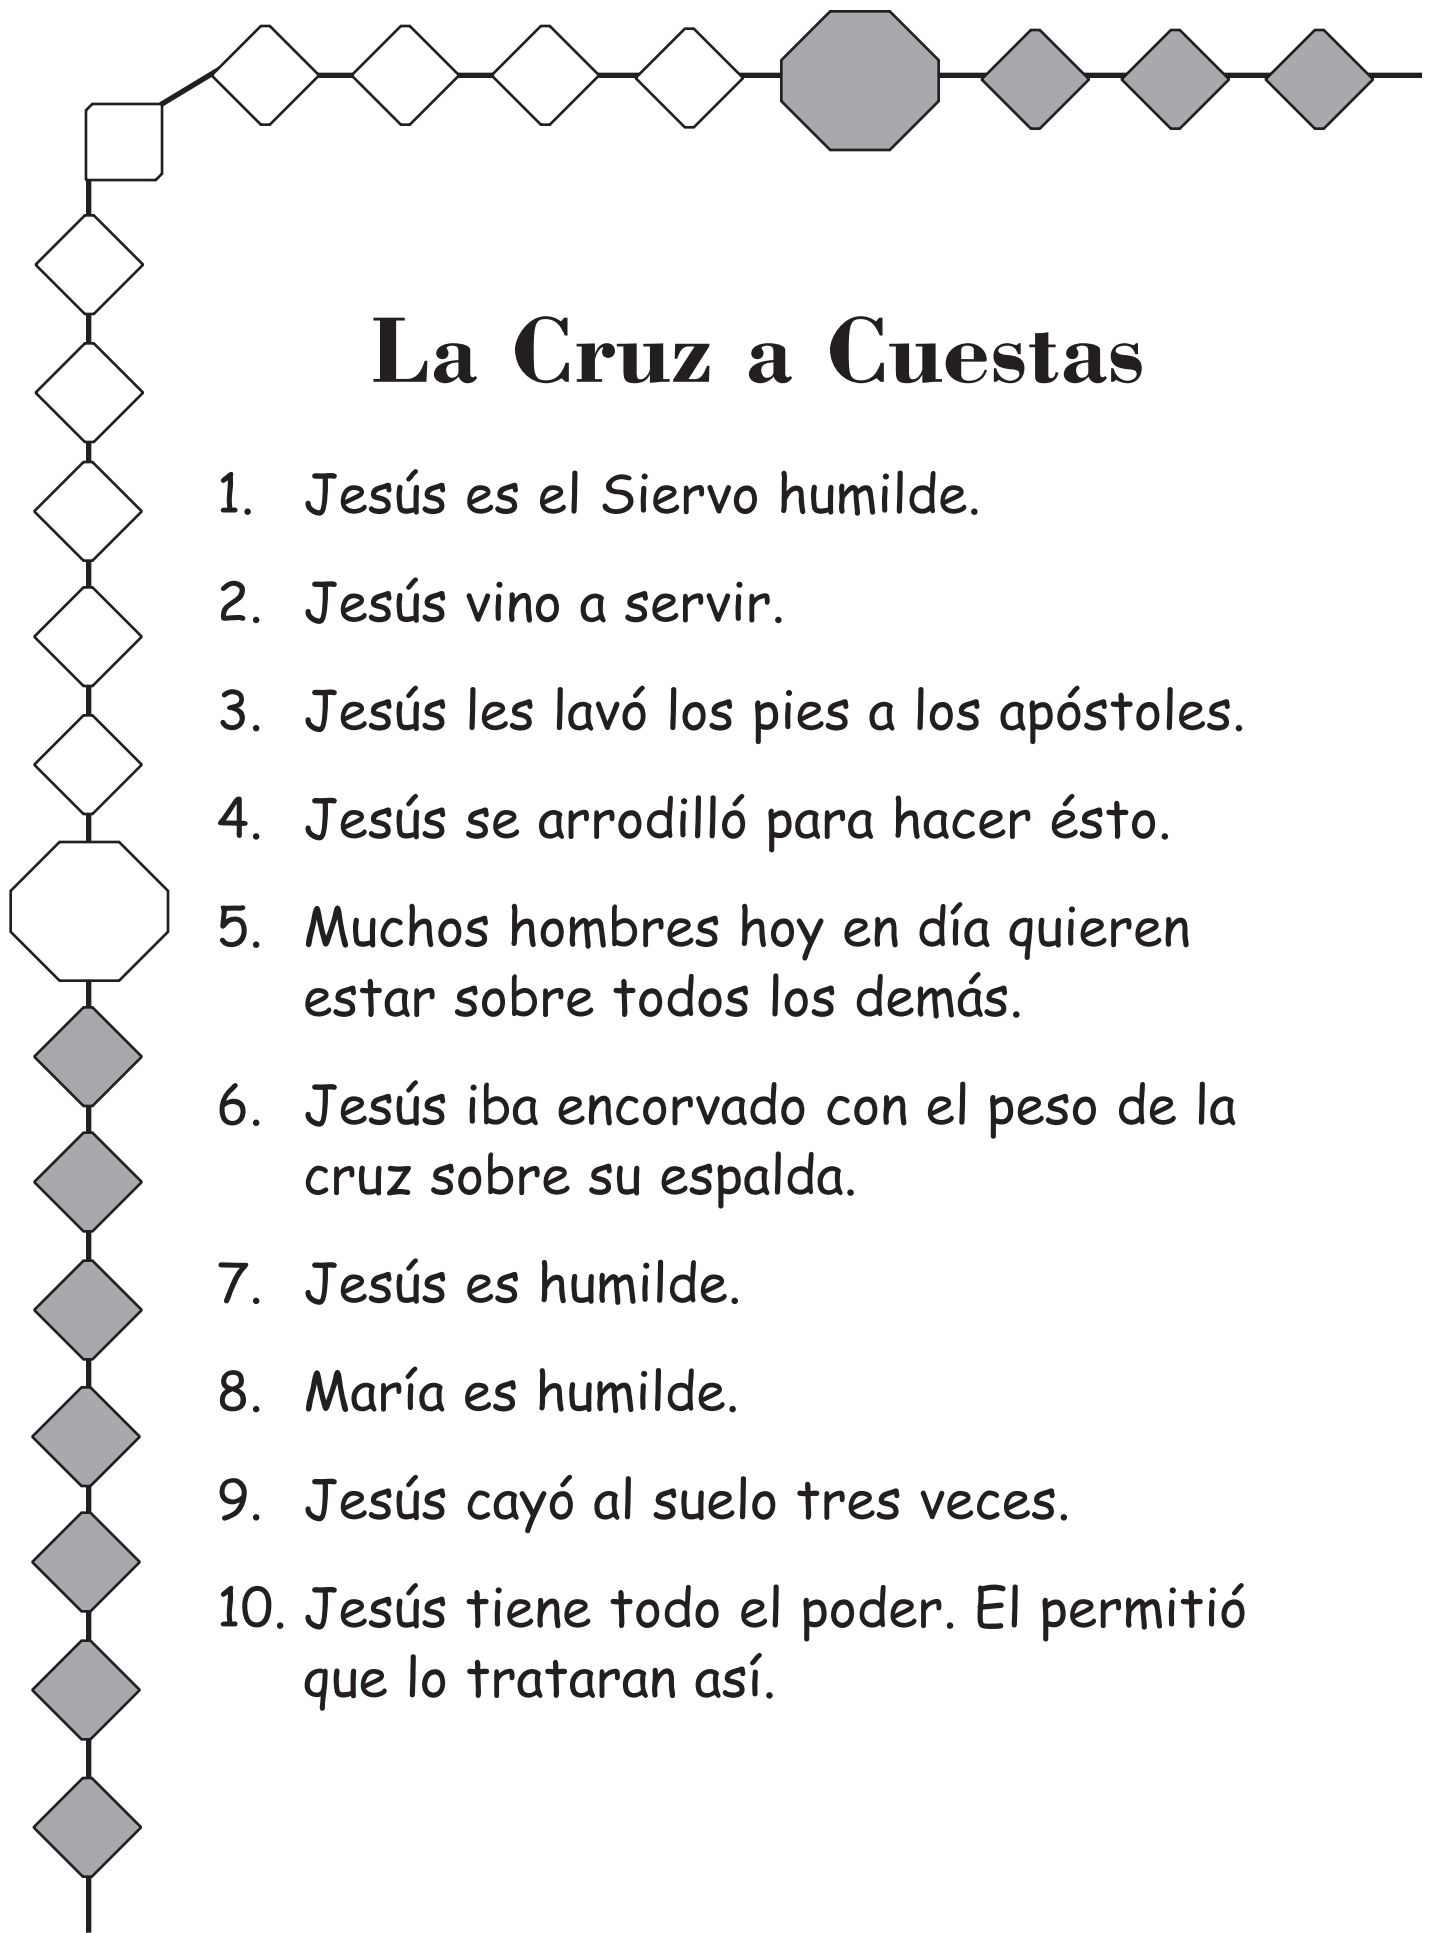 La Cruz a Cuestas
1. Jesús es el Siervo humilde.
2. Jesús vino a servir.
3. Jesús les lavó los pies a los apóstoles.
4. Jesús se arrodilló para hacer ésto.
5. Muchos hombres hoy en día quieren
estar sobre todos los demás.
6. Jesús iba encorvado con el peso de la
cruz sobre su espalda.
7. Jesús es humilde.
8. María es humilde.
9. Jesús cayó al suelo tres veces.
10. Jesús tiene todo el poder. El permitió
que lo trataran así.